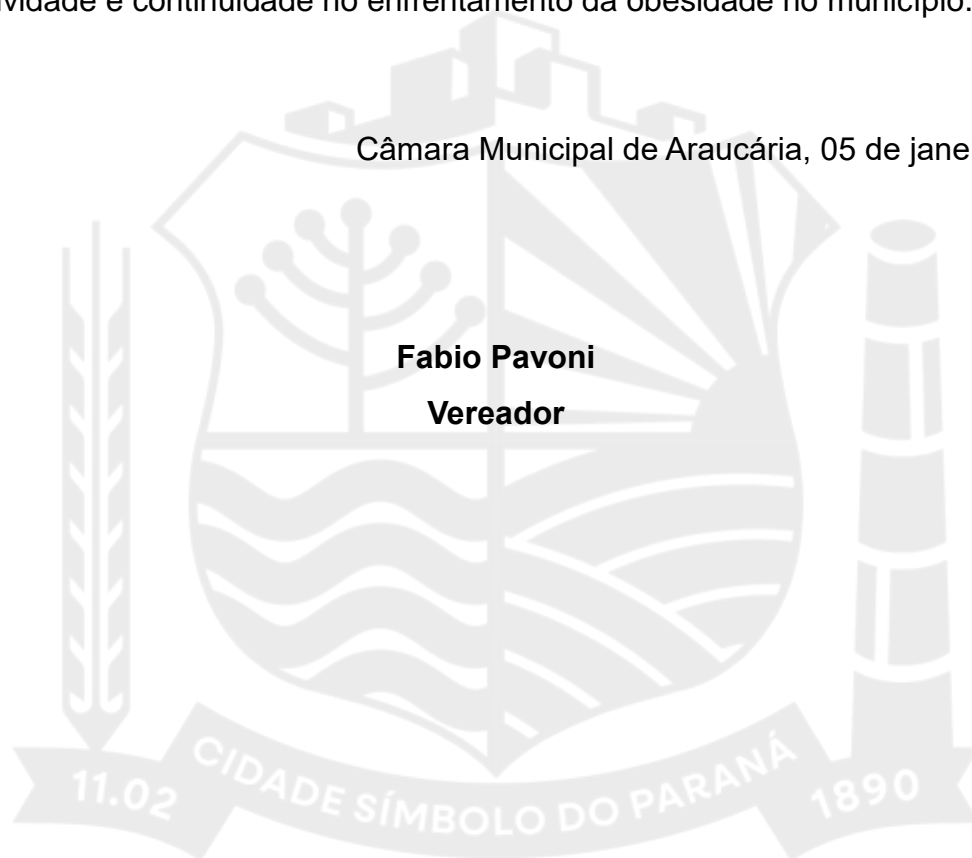 vidade e continuidade no enfrentamento da obesidade no município.
Câmara Municipal de Araucária, 05 de jane
Fabio Pavoni
Vereador
11.02 CIDADE SÍMBOLO DO PARANÁ 1890